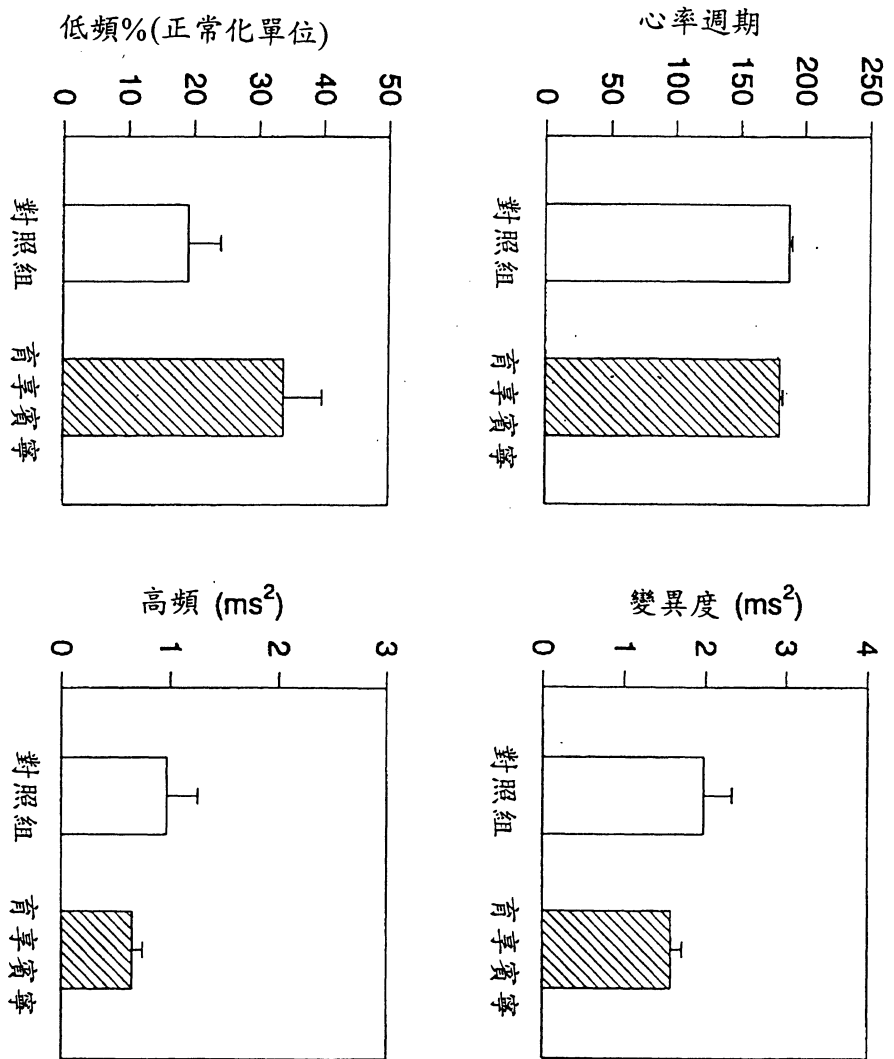 心率週期
250
200
150
100
50
0
對照組
育享賓寧
變異度 (ms²)
4
3
2
1
0
對照組
育享賓寧
低頻%(正常化單位)
50
40
30
20
10
0
對照組
育享賓寧
高頻 (ms²)
3
2
1
0
對照組
育享賓寧